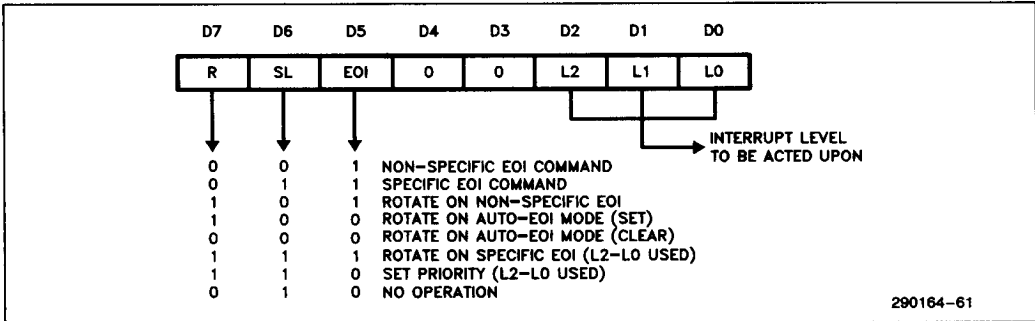 D7 D6 D5 D4 D3 D2 D1 D0
R SL EOI 0 0 L2 L1 L0
INTERRUPT LEVEL
TO BE ACTED UPON
0 0 1 NON-SPECIFIC EOI COMMAND
0 1 1 SPECIFIC EOI COMMAND
1 0 1 ROTATE ON NON-SPECIFIC EOI
1 0 0 ROTATE ON AUTO-EOI MODE (SET)
0 0 0 ROTATE ON AUTO-EOI MODE (CLEAR)
1 1 1 ROTATE ON SPECIFIC EOI (L2-L0 USED)
1 1 0 SET PRIORITY (L2-L0 USED)
0 1 0 NO OPERATION
290164-61